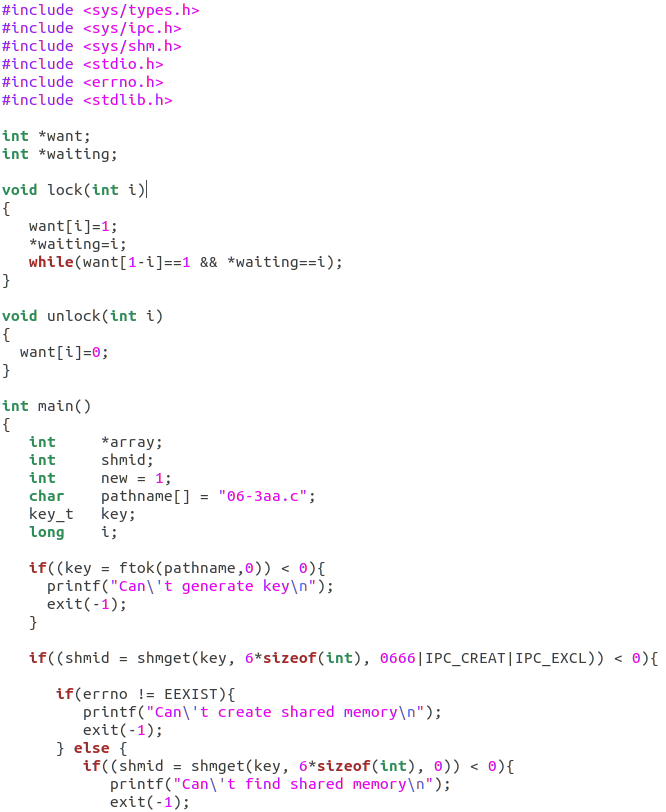 #include <sys/types.h>
#include <sys/ipc.h>
#include <sys/shm.h>
#include <stdio.h>
#include <errno.h>
#include <stdlib.h>

int *want;
int *waiting;

void lock(int i)
{
   want[i]=1;
   *waiting=i;
   while(want[1-i]==1 && *waiting==i);
}

void unlock(int i)
{
  want[i]=0;
}

int main()
{
   int     *array;
   int     shmid;
   int     new = 1;
   char    pathname[] = "06-3aa.c";
   key_t   key;
   long    i;

   if((key = ftok(pathname,0)) < 0){
     printf("Can\'t generate key\n");
     exit(-1);
   }

   if((shmid = shmget(key, 6*sizeof(int), 0666|IPC_CREAT|IPC_EXCL)) < 0){

      if(errno != EEXIST){
         printf("Can\'t create shared memory\n");
         exit(-1);
      } else {
         if((shmid = shmget(key, 6*sizeof(int), 0)) < 0){
            printf("Can\'t find shared memory\n");
            exit(-1);